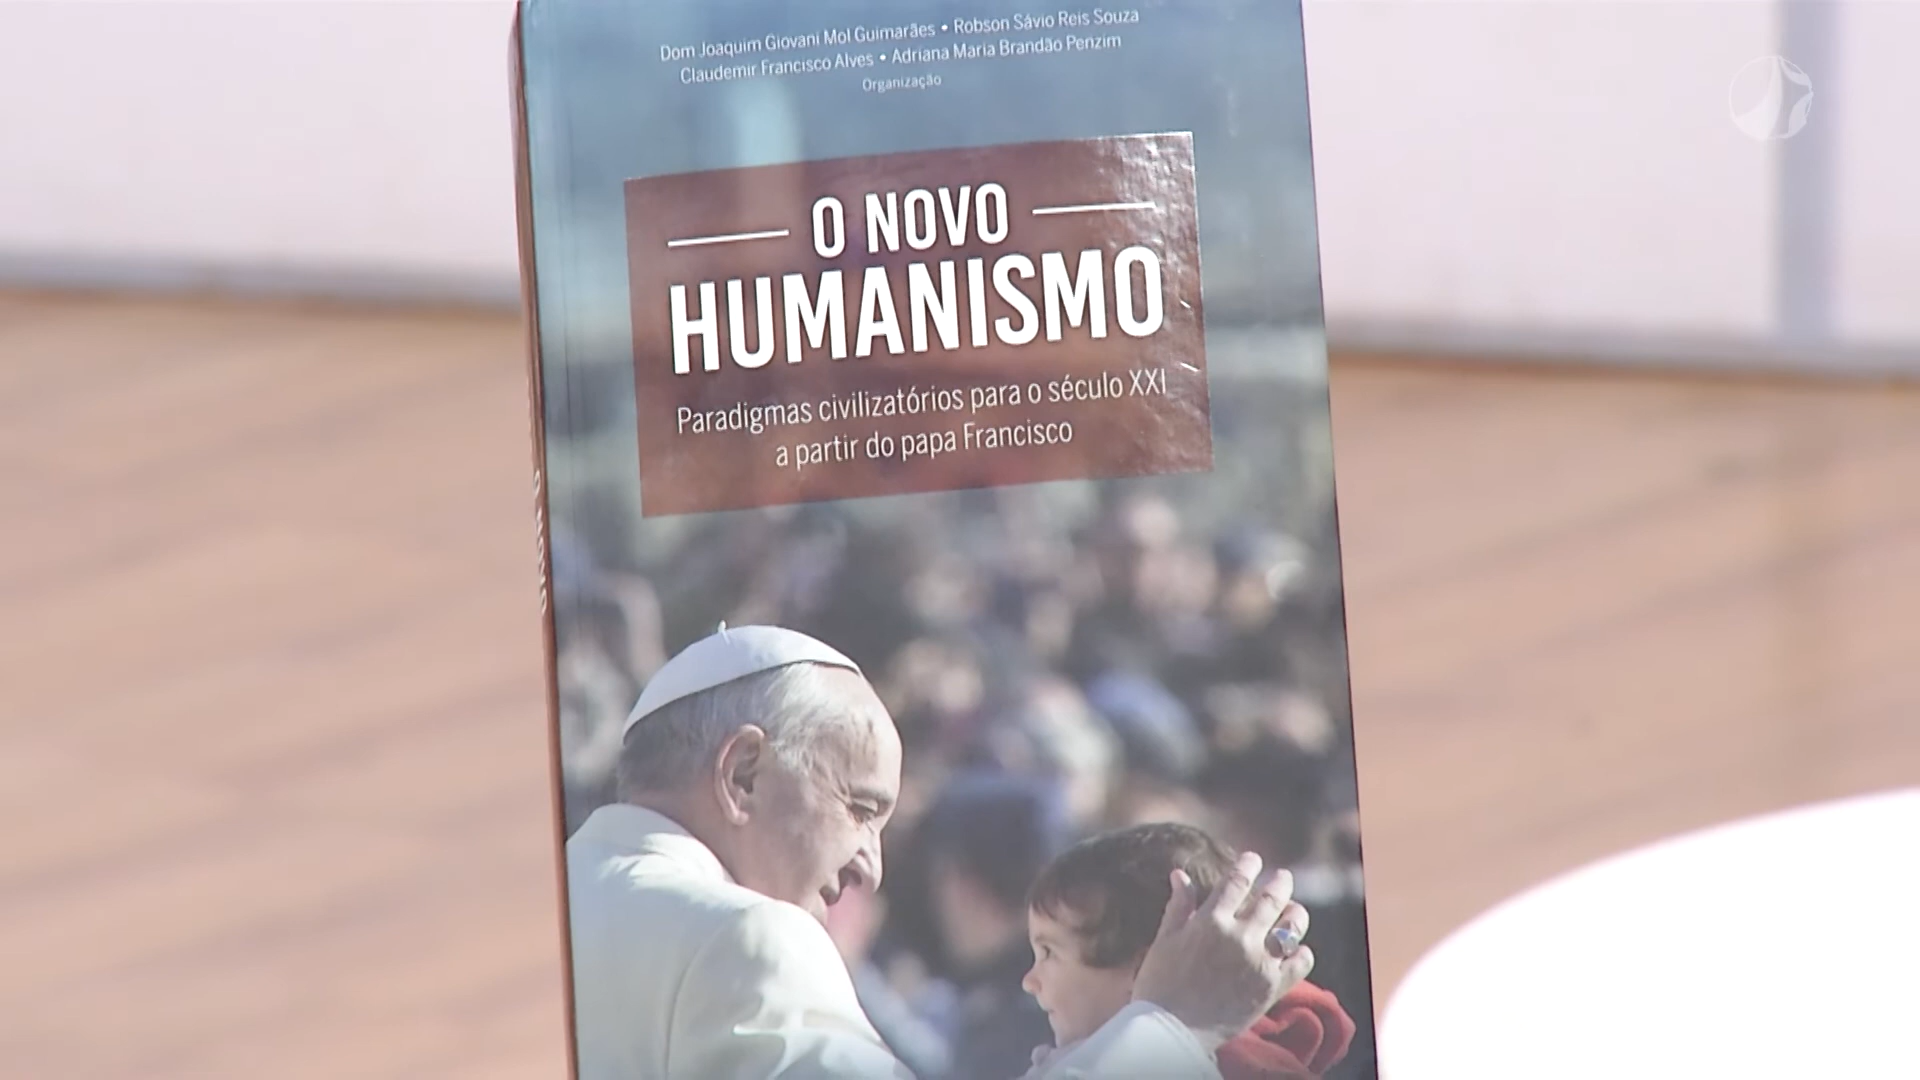 Dom Joaquim Giovani Mol Guimarães • Robson Sávio Reis Souza
Claudemir Francisco Alves • Adriana Maria Brandão Penzim
Organização
O NOVO
HUMANISMO
Paradigmas civilizatórios para o século XXI
a partir do papa Francisco
O NOVO